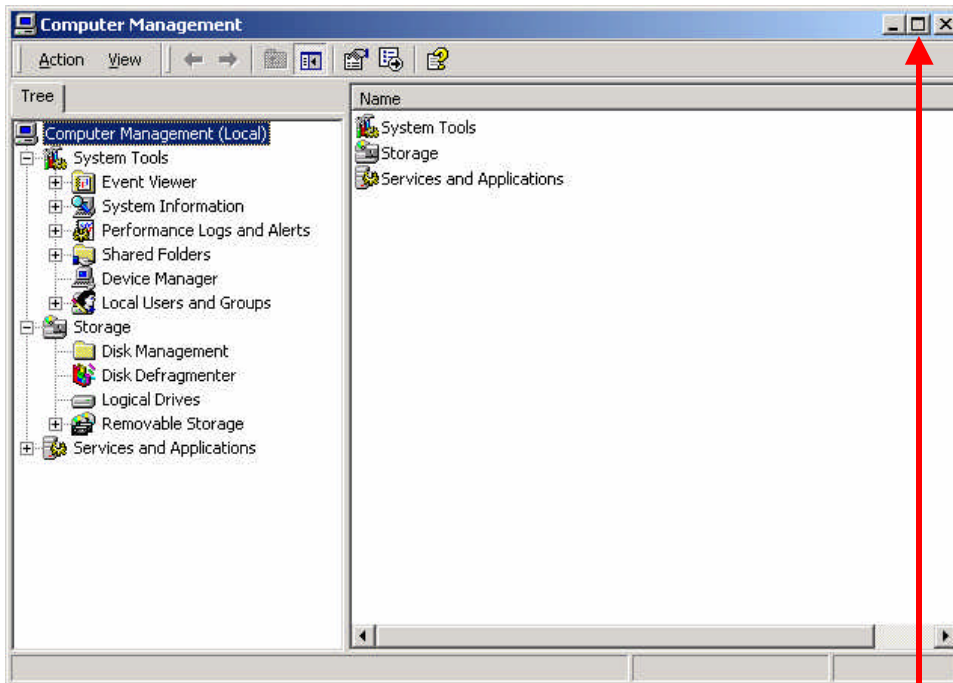 Computer Management
Action View
Tree
Name
Computer Management (Local)
System Tools
Event Viewer
System Information
Performance Logs and Alerts
Shared Folders
Device Manager
Local Users and Groups
Storage
Disk Management
Disk Defragmenter
Logical Drives
Removable Storage
Services and Applications
System Tools
Storage
Services and Applications